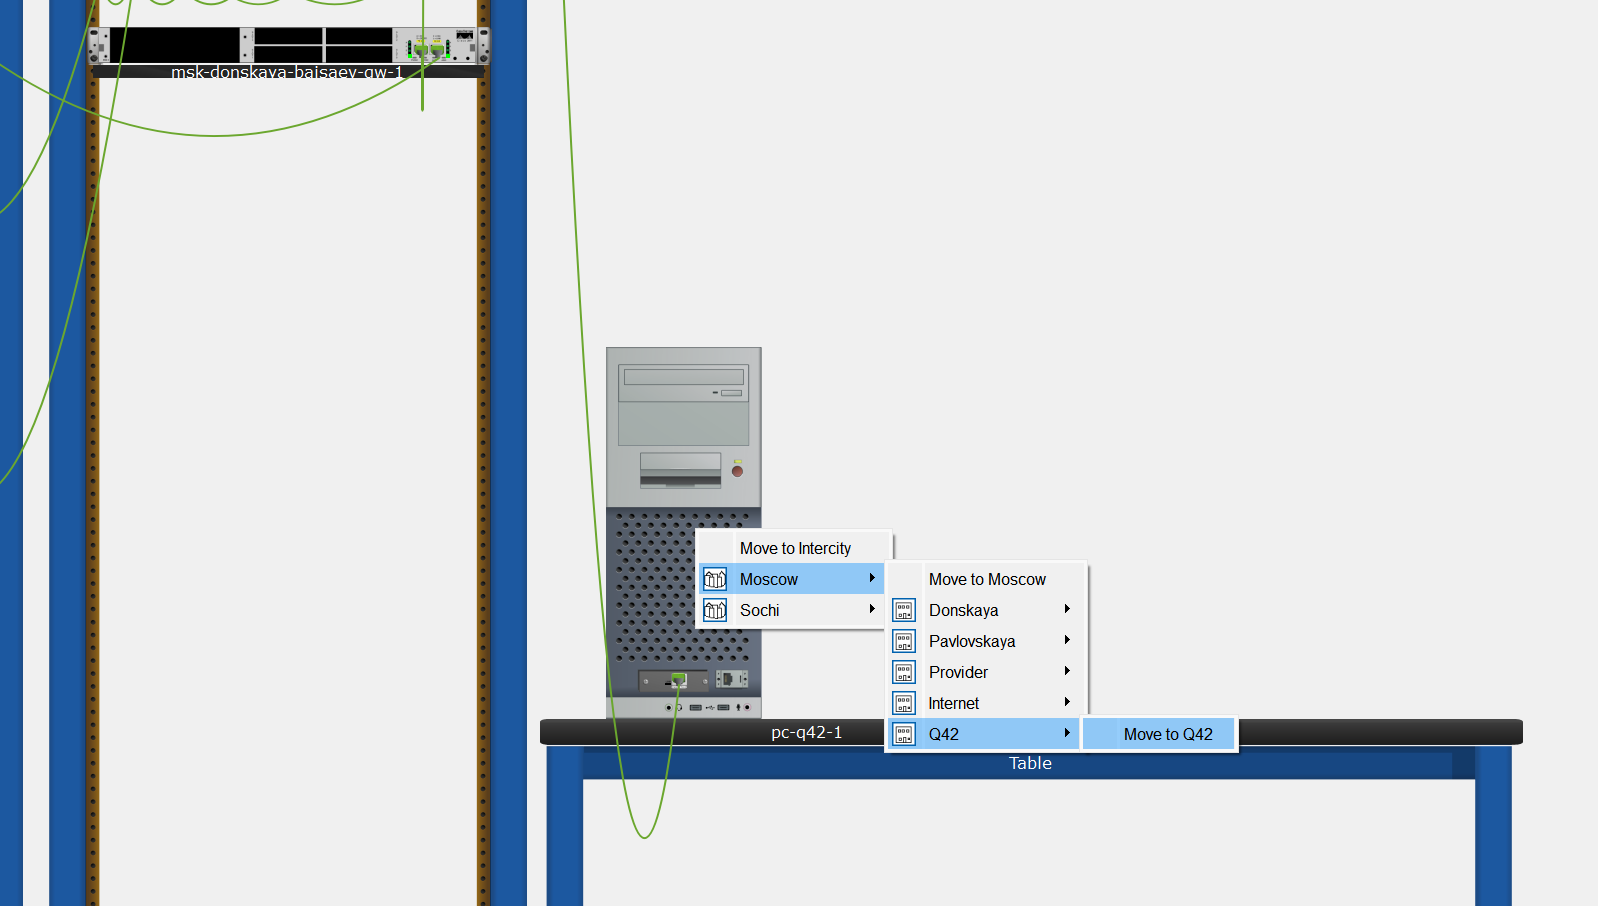 msk-donskaya-baisaev-gw-1
Move to Intercity
Moscow
Sochi
Move to Moscow
Donskaya
Pavlovskaya
Provider
Internet
Q42
Move to Q42
pc-q42-1
Table